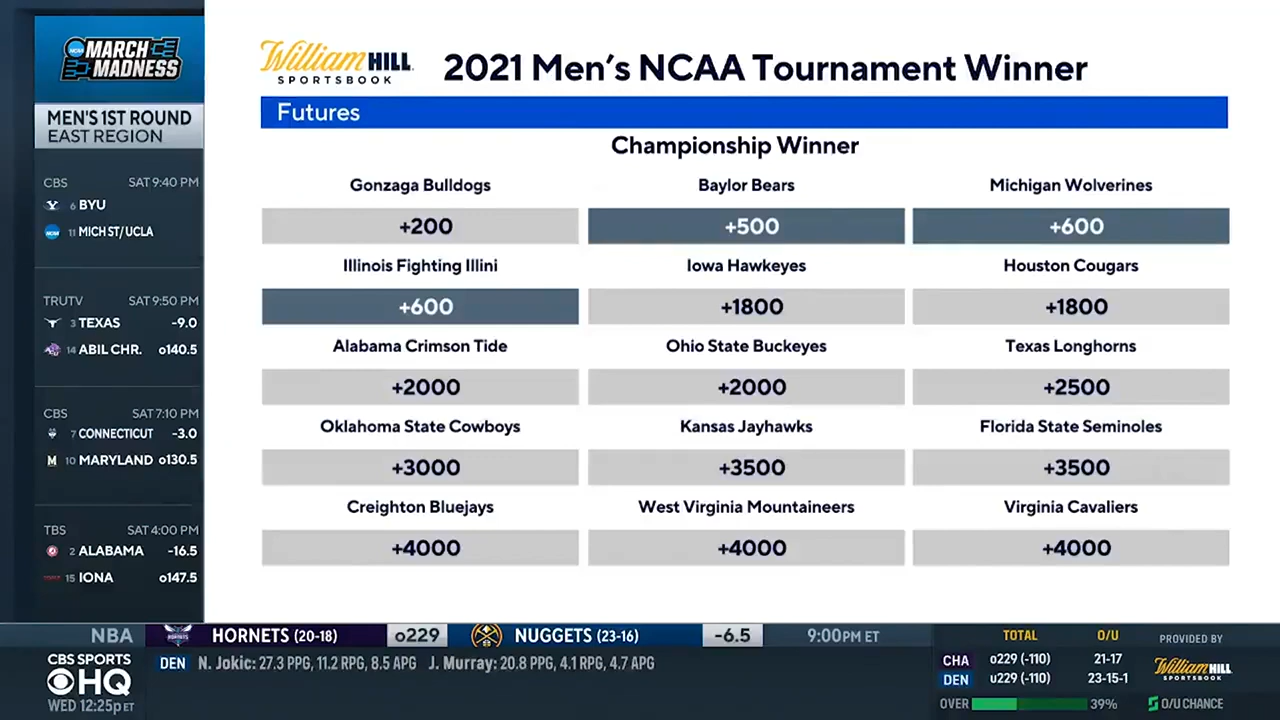 NCAA MARCH
MADNESS
MEN'S 1ST ROUND
EAST REGION
CBS SAT 9:40 PM
6 BYU
11 MICH ST/UCLA
TRUTV SAT 9:50 PM
3 TEXAS -9.0
14 ABIL CHR. o140.5
CBS SAT 7:10 PM
7 CONNECTICUT -3.0
10 MARYLAND o130.5
TBS SAT 4:00 PM
2 ALABAMA -16.5
15 IONA o147.5
William HILL
SPORTSBOOK
2021 Men's NCAA Tournament Winner
Futures
Championship Winner
Gonzaga Bulldogs Baylor Bears Michigan Wolverines
+200 +500 +600
Illinois Fighting Illini Iowa Hawkeyes Houston Cougars
+600 +1800 +1800
Alabama Crimson Tide Ohio State Buckeyes Texas Longhorns
+2000 +2000 +2500
Oklahoma State Cowboys Kansas Jayhawks Florida State Seminoles
+3000 +3500 +3500
Creighton Bluejays West Virginia Mountaineers Virginia Cavaliers
+4000 +4000 +4000
NBA HORNETS HORNETS (20-18) o229 NUGGETS (23-16) -6.5 9:00PM ET
CBS SPORTS
HQ
WED 12:25PET
DEN N. Jokic: 27.3 PPG, 11.2 RPG, 8.5 APG J. Murray: 20.8 PPG, 4.1 RPG, 4.7 APG
TOTAL O/U
CHA o229 (-110) 21-17
DEN u229 (-110) 23-15-1
OVER 39% S O/U CHANCE
PROVIDED BY
William HILL
SPORTSBOOK